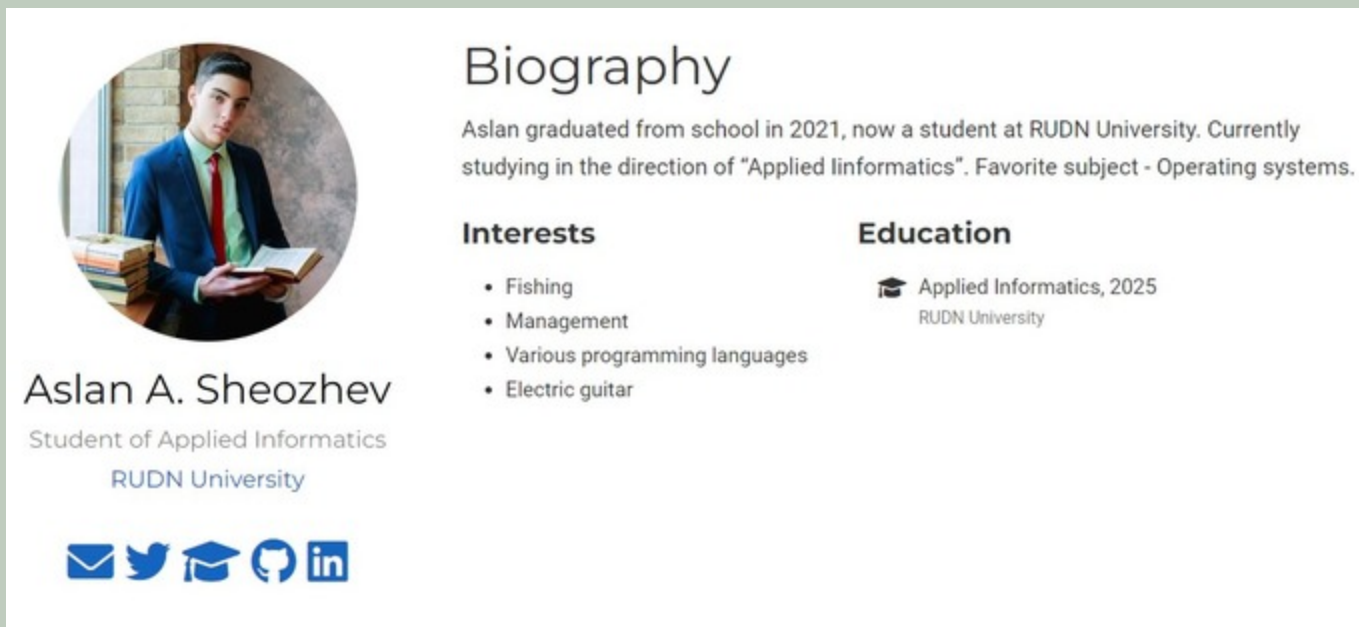 Biography
Aslan graduated from school in 2021, now a student at RUDN University. Currently
studying in the direction of “Applied Iinformatics”. Favorite subject - Operating systems.
Interests
Fishing
Management
Various programming languages
Electric guitar
Education
Applied Informatics, 2025
RUDN University
Aslan A. Sheozhev
Student of Applied Informatics
RUDN University
in